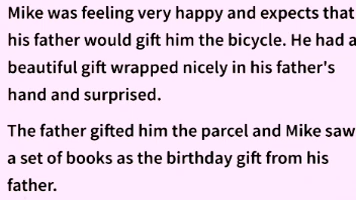 Mike was feeling very happy and expects that
his father would gift him the bicycle. He had a
beautiful gift wrapped nicely in his father's
hand and surprised.
The father gifted him the parcel and Mike saw
a set of books as the birthday gift from his
father.